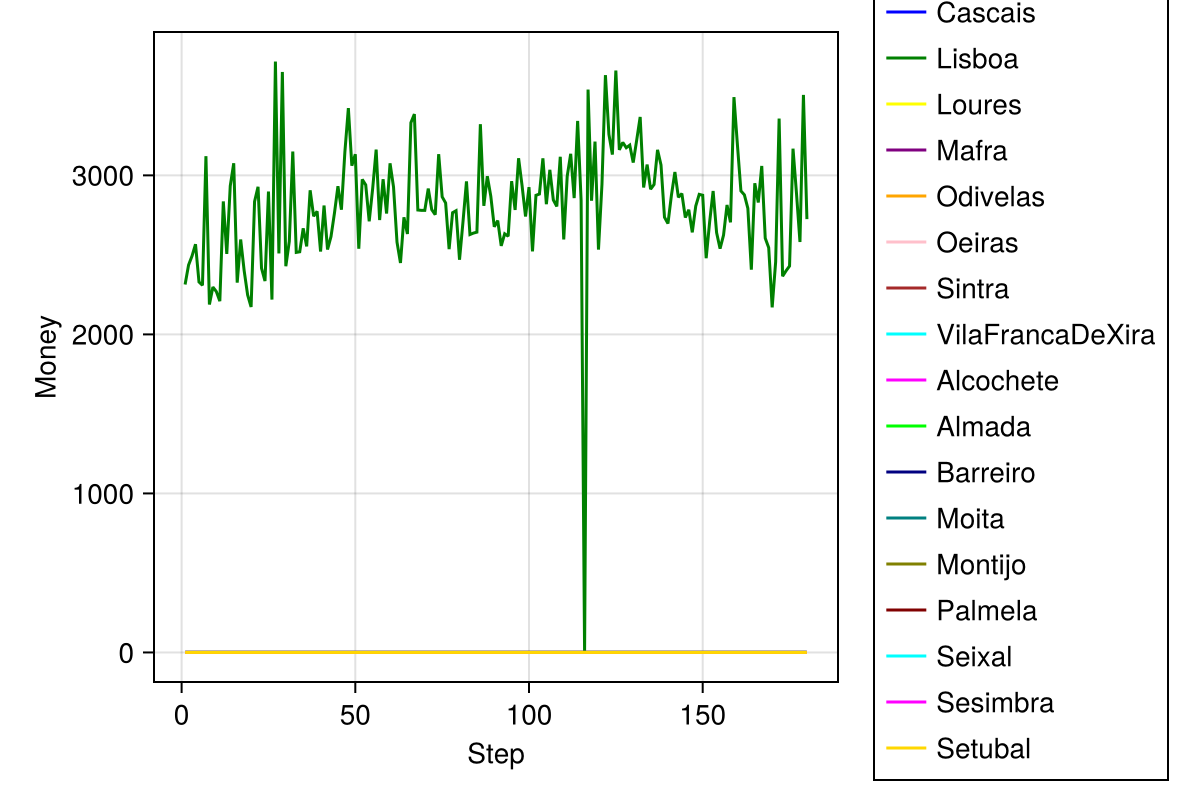 Money
3000
2000
1000
0
0
50
100
150
Step
Cascais
Lisboa
Loures
Mafra
Odivelas
Oeiras
Sintra
VilaFrancaDeXira
Alcochete
Almada
Barreiro
Moita
Montijo
Palmela
Seixal
Sesimbra
Setubal